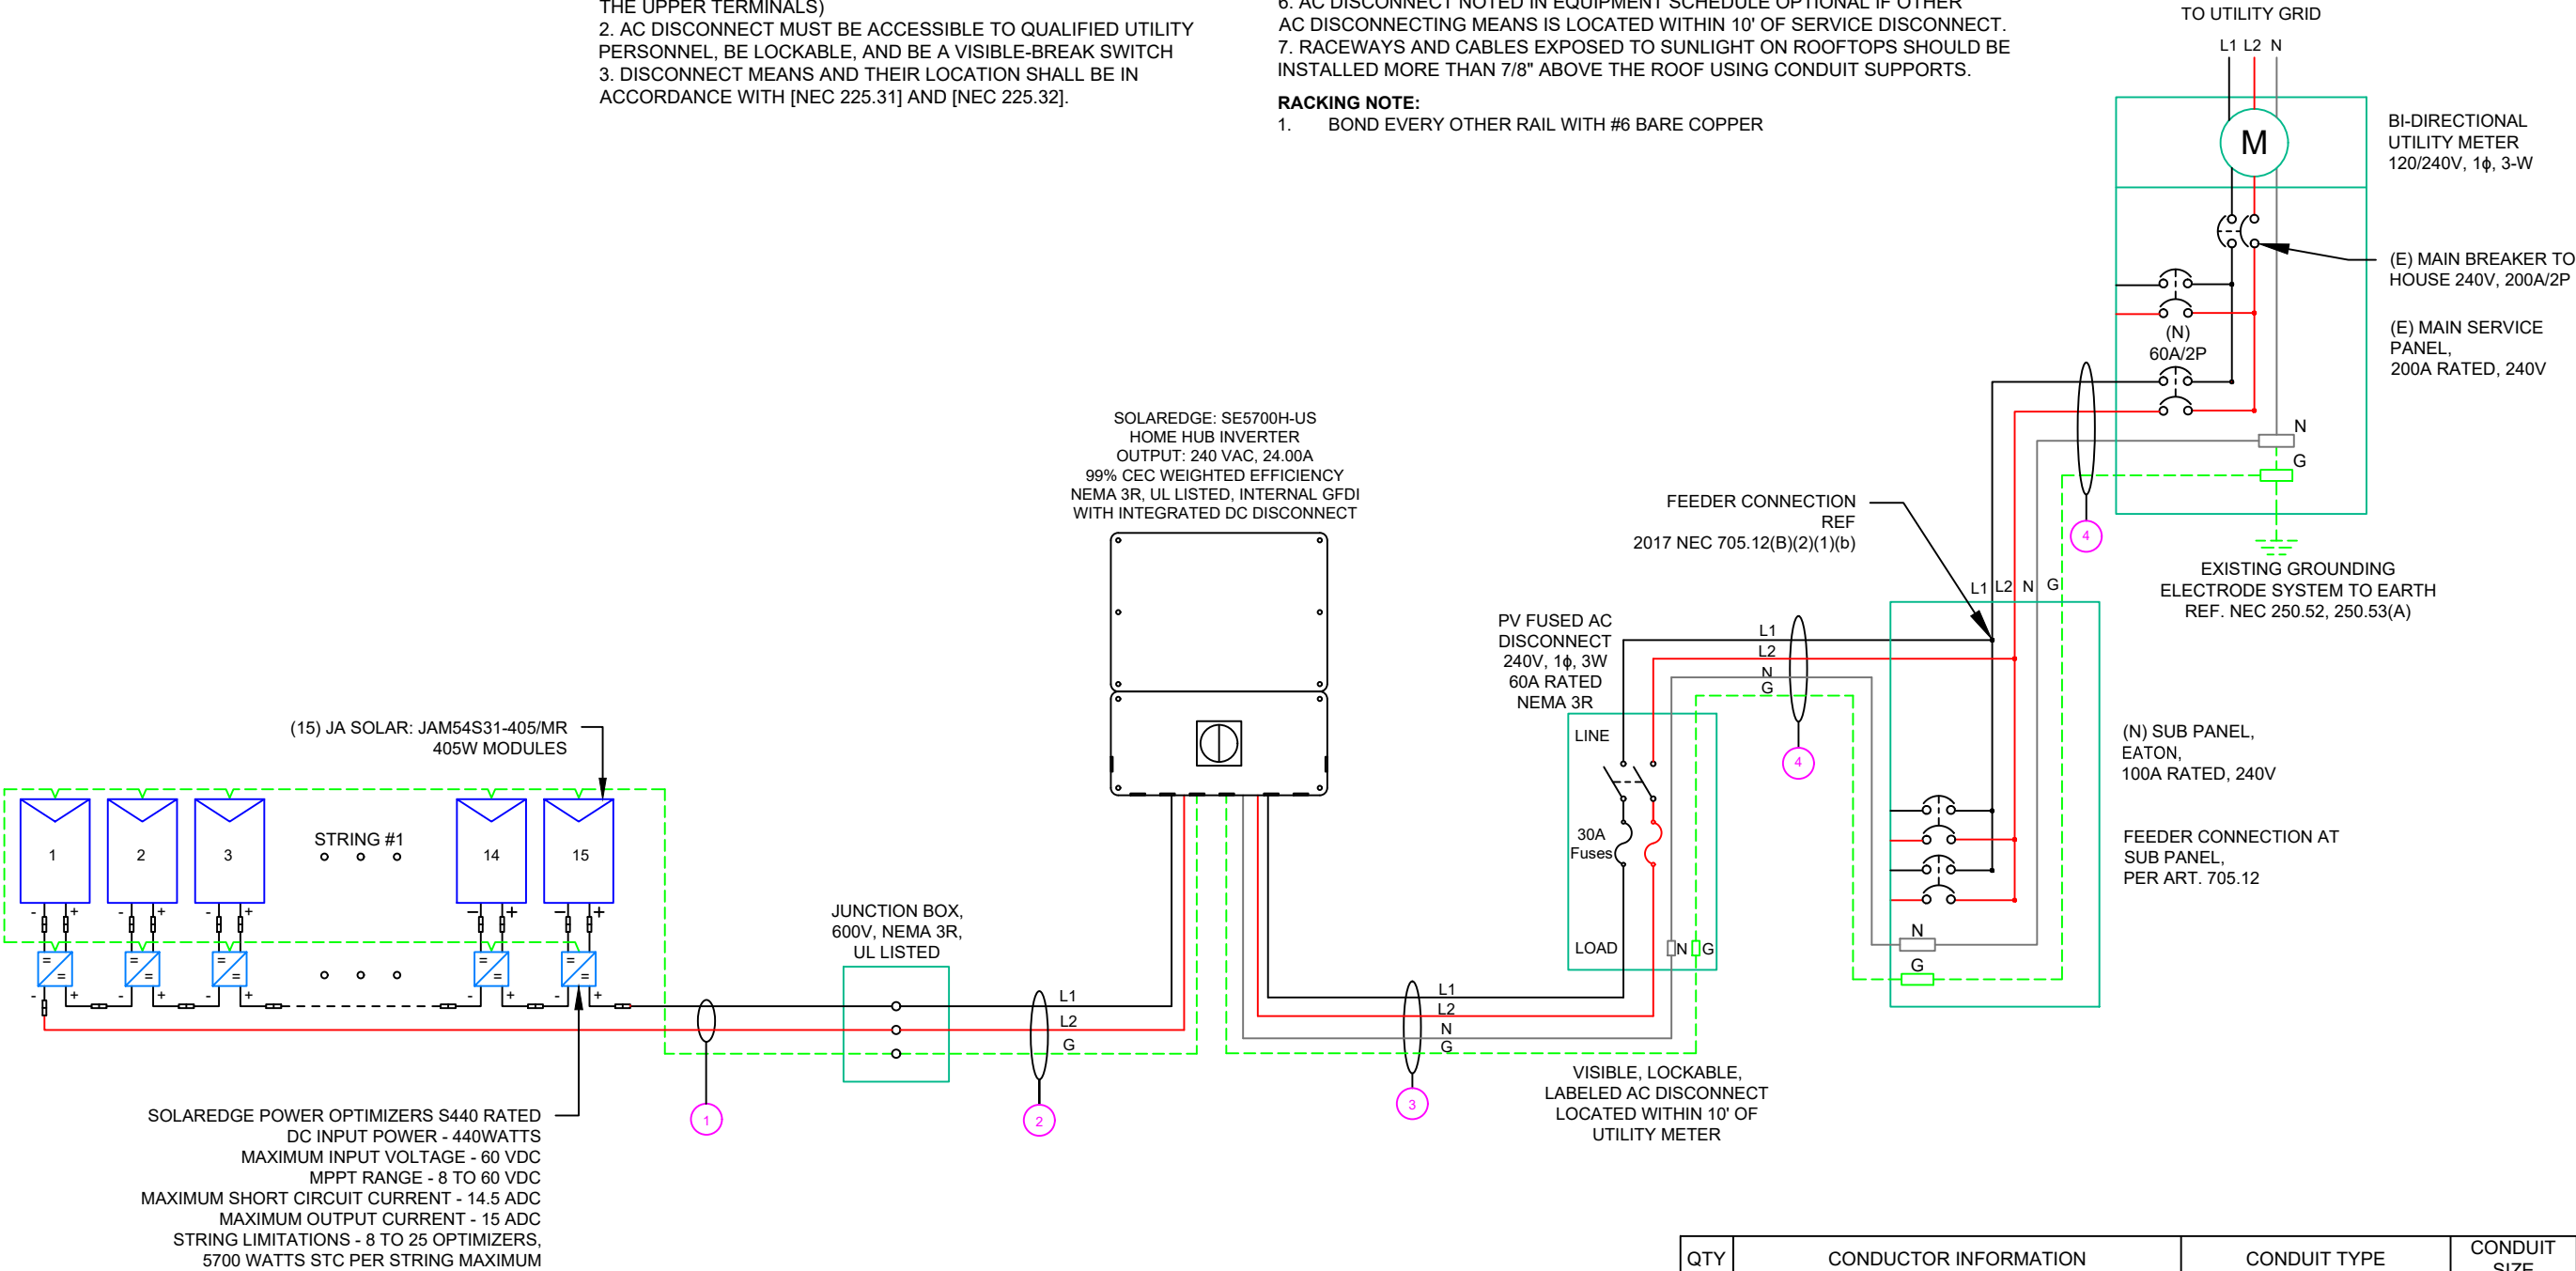 THE UPPER TERMINALS)
2. AC DISCONNECT MUST BE ACCESSIBLE TO QUALIFIED UTILITY
PERSONNEL, BE LOCKABLE, AND BE A VISIBLE-BREAK SWITCH
3. DISCONNECT MEANS AND THEIR LOCATION SHALL BE IN
ACCORDANCE WITH [NEC 225.31] AND [NEC 225.32].
6. AC DISCONNECT NOTED IN EQUIPMENT SCHEDULE OPTIONAL IF OTHER
AC DISCONNECTING MEANS IS LOCATED WITHIN 10' OF SERVICE DISCONNECT.
7. RACEWAYS AND CABLES EXPOSED TO SUNLIGHT ON ROOFTOPS SHOULD BE
INSTALLED MORE THAN 7/8" ABOVE THE ROOF USING CONDUIT SUPPORTS.
RACKING NOTE:
1. BOND EVERY OTHER RAIL WITH #6 BARE COPPER
TO UTILITY GRID
L1 L2 N
M
BI-DIRECTIONAL
UTILITY METER
120/240V, 1ϕ, 3-W
(E) MAIN BREAKER TO
HOUSE 240V, 200A/2P
(E) MAIN SERVICE
PANEL,
200A RATED, 240V
(N)
60A/2P
N
G
4
EXISTING GROUNDING
ELECTRODE SYSTEM TO EARTH
REF. NEC 250.52, 250.53(A)
SOLAREDGE: SE5700H-US
HOME HUB INVERTER
OUTPUT: 240 VAC, 24.00A
99% CEC WEIGHTED EFFICIENCY
NEMA 3R, UL LISTED, INTERNAL GFDI
WITH INTEGRATED DC DISCONNECT
FEEDER CONNECTION
REF
2017 NEC 705.12(B)(2)(1)(b)
L1 L2 N G
PV FUSED AC
DISCONNECT
240V, 1ϕ, 3W
60A RATED
NEMA 3R
L1
L2
N
G
4
LINE
30A
Fuses
LOAD
N G
(N) SUB PANEL,
EATON,
100A RATED, 240V
FEEDER CONNECTION AT
SUB PANEL,
PER ART. 705.12
N
G
(15) JA SOLAR: JAM54S31-405/MR
405W MODULES
STRING #1
1 2 3 14 15
- + - + - + - + - +
= = = = =
= = = = =
- + - + - + - + - +
JUNCTION BOX,
600V, NEMA 3R,
UL LISTED
L1
L2
G
1
2
L1
L2
N
G
3
VISIBLE, LOCKABLE,
LABELED AC DISCONNECT
LOCATED WITHIN 10' OF
UTILITY METER
SOLAREDGE POWER OPTIMIZERS S440 RATED
DC INPUT POWER - 440WATTS
MAXIMUM INPUT VOLTAGE - 60 VDC
MPPT RANGE - 8 TO 60 VDC
MAXIMUM SHORT CIRCUIT CURRENT - 14.5 ADC
MAXIMUM OUTPUT CURRENT - 15 ADC
STRING LIMITATIONS - 8 TO 25 OPTIMIZERS,
5700 WATTS STC PER STRING MAXIMUM
QTY CONDUCTOR INFORMATION CONDUIT TYPE CONDUIT
SIZE